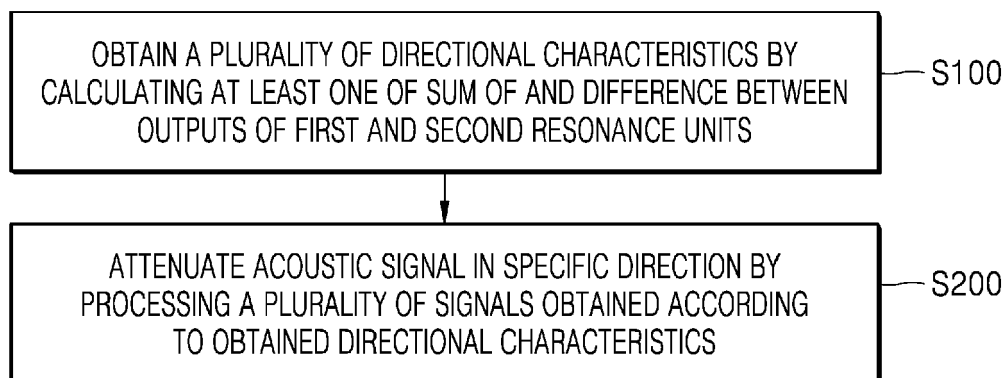 OBTAIN A PLURALITY OF DIRECTIONAL CHARACTERISTICS BY
CALCULATING AT LEAST ONE OF SUM OF AND DIFFERENCE BETWEEN
OUTPUTS OF FIRST AND SECOND RESONANCE UNITS
S100
ATTENUATE ACOUSTIC SIGNAL IN SPECIFIC DIRECTION BY
PROCESSING A PLURALITY OF SIGNALS OBTAINED ACCORDING
TO OBTAINED DIRECTIONAL CHARACTERISTICS
S200